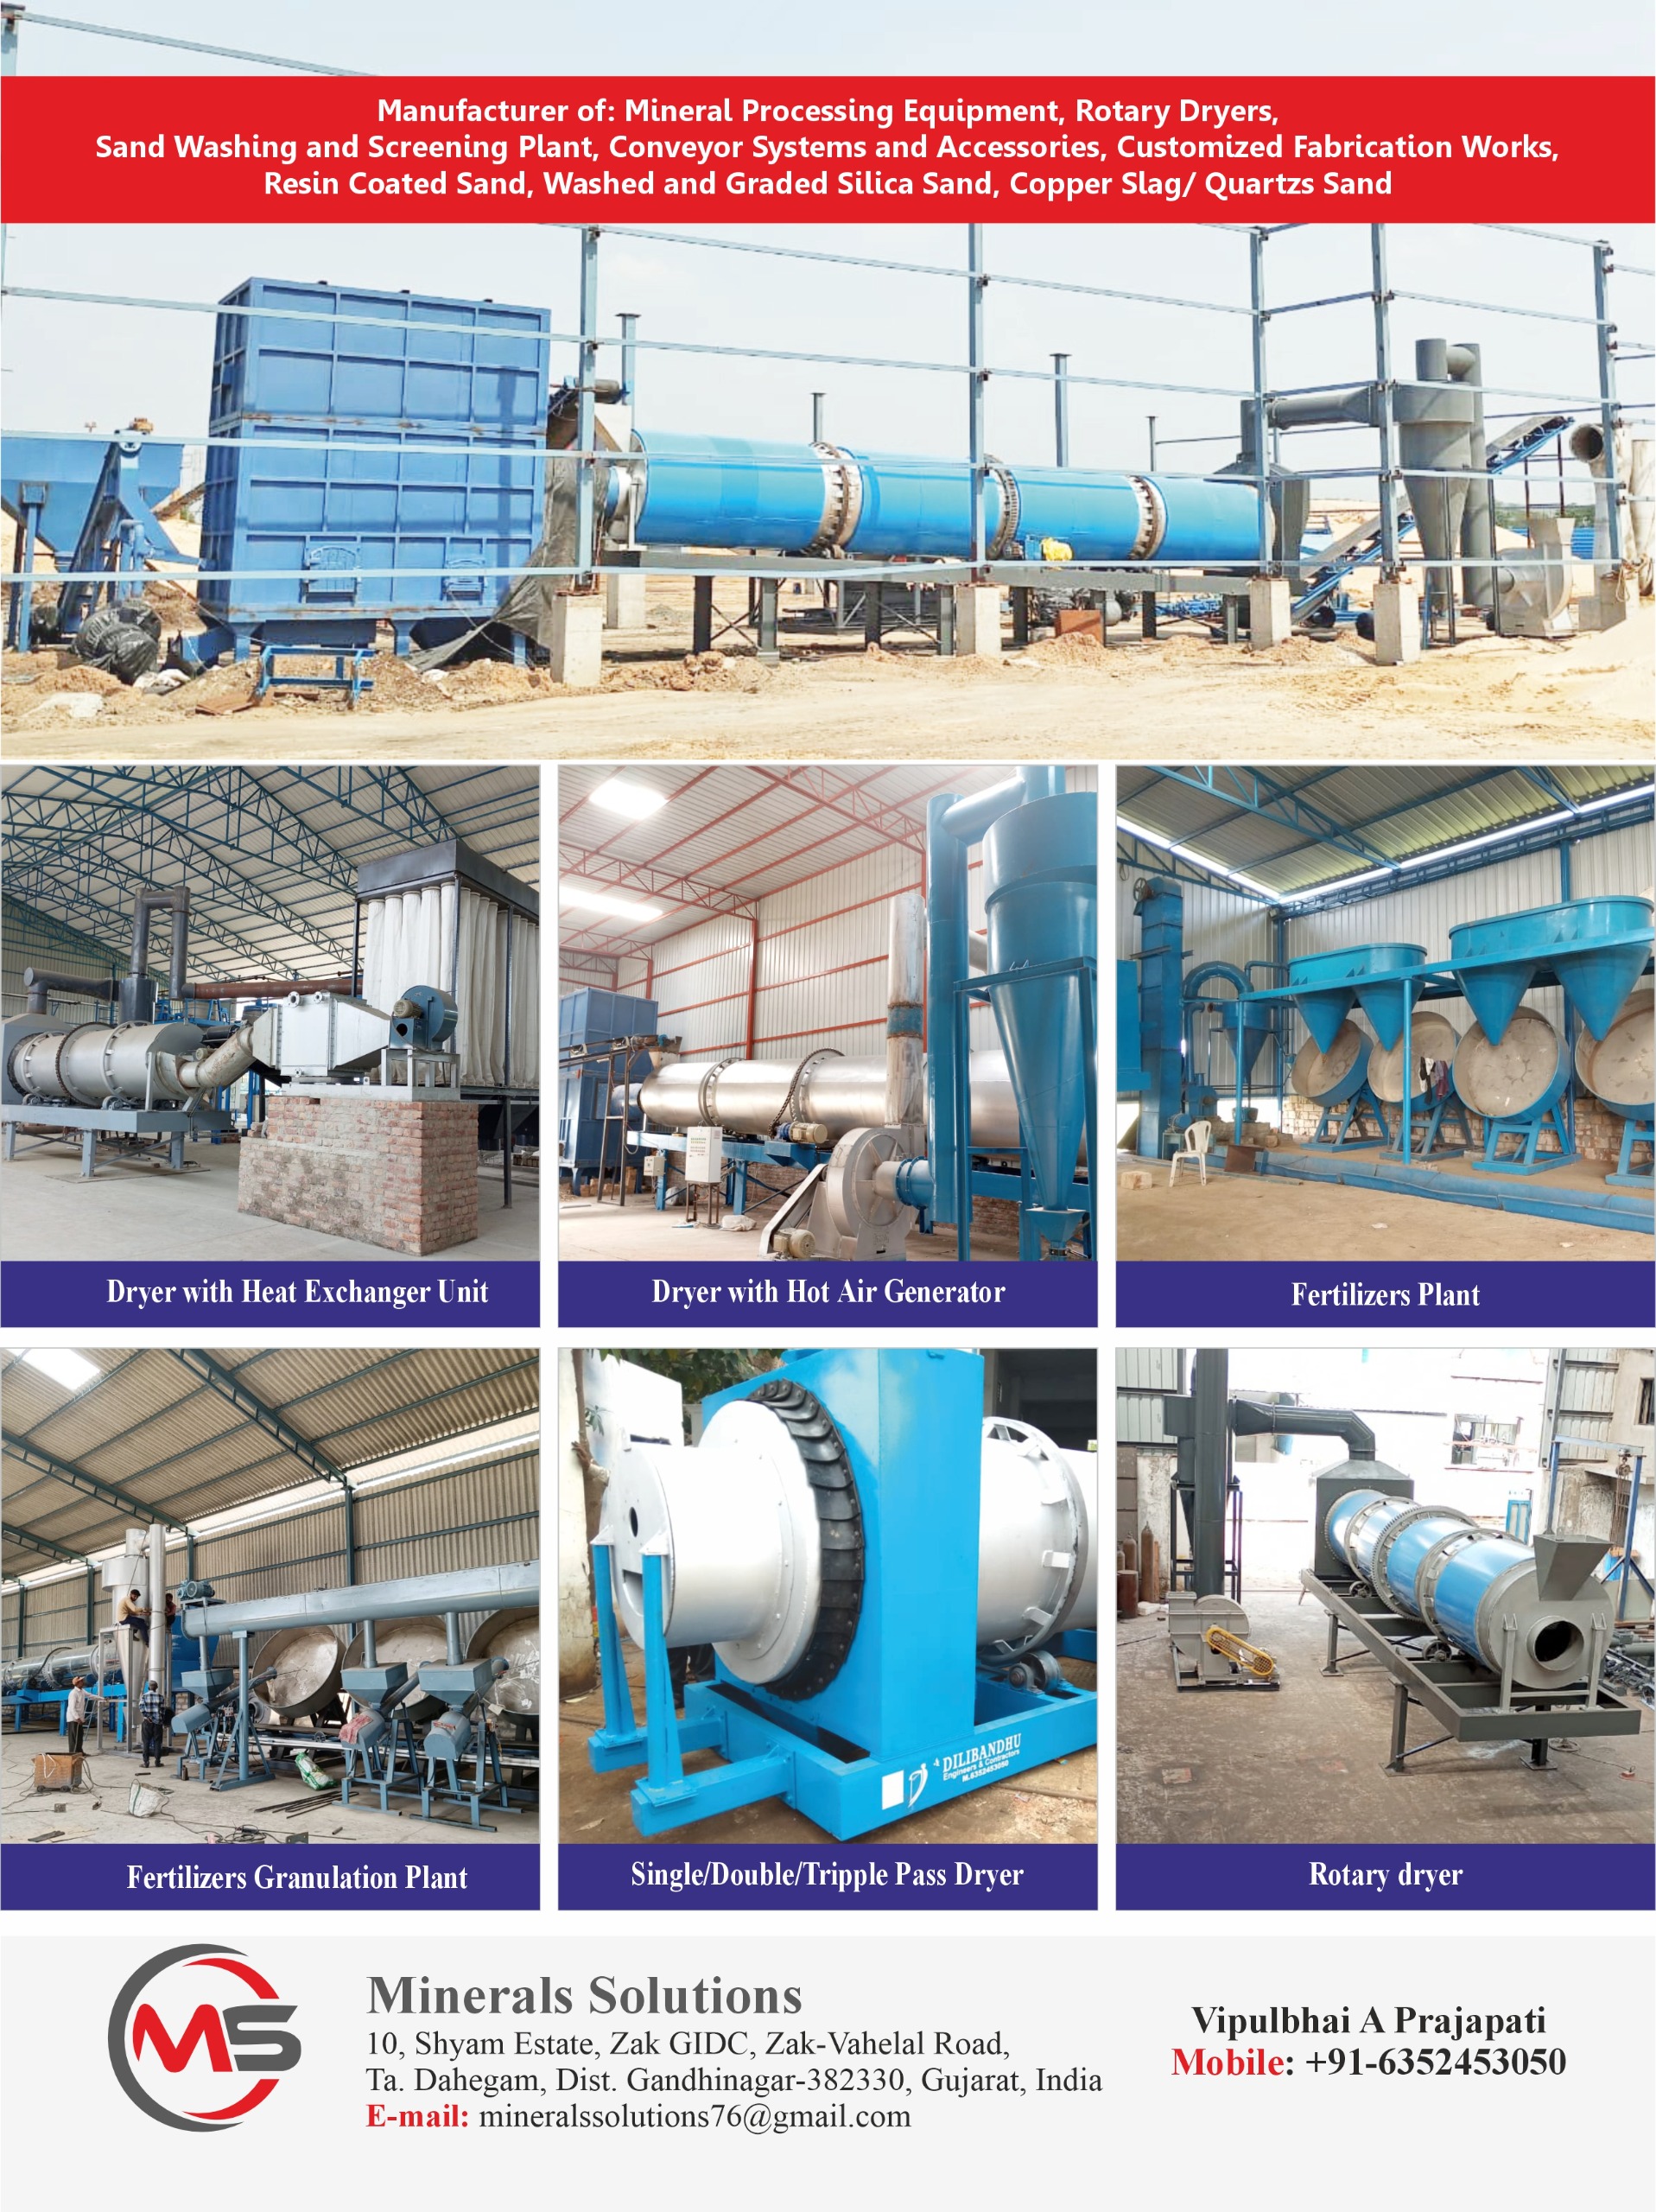 Manufacturer of: Mineral Processing Equipment, Rotary Dryers,
Sand Washing and Screening Plant, Conveyor Systems and Accessories, Customized Fabrication Works,
Resin Coated Sand, Washed and Graded Silica Sand, Copper Slag/ Quartzs Sand
Dryer with Heat Exchanger Unit
Dryer with Hot Air Generator
Fertilizers Plant
DILIBANDHU
Engineers & Contractors
M.6352453050
Fertilizers Granulation Plant
Single/Double/Tripple Pass Dryer
Rotary dryer
MS
Minerals Solutions
10, Shyam Estate, Zak GIDC, Zak-Vahelal Road,
Ta. Dahegam, Dist. Gandhinagar-382330, Gujarat, India
E-mail: mineralssolutions76@gmail.com
Vipulbhai A Prajapati
Mobile: +91-6352453050